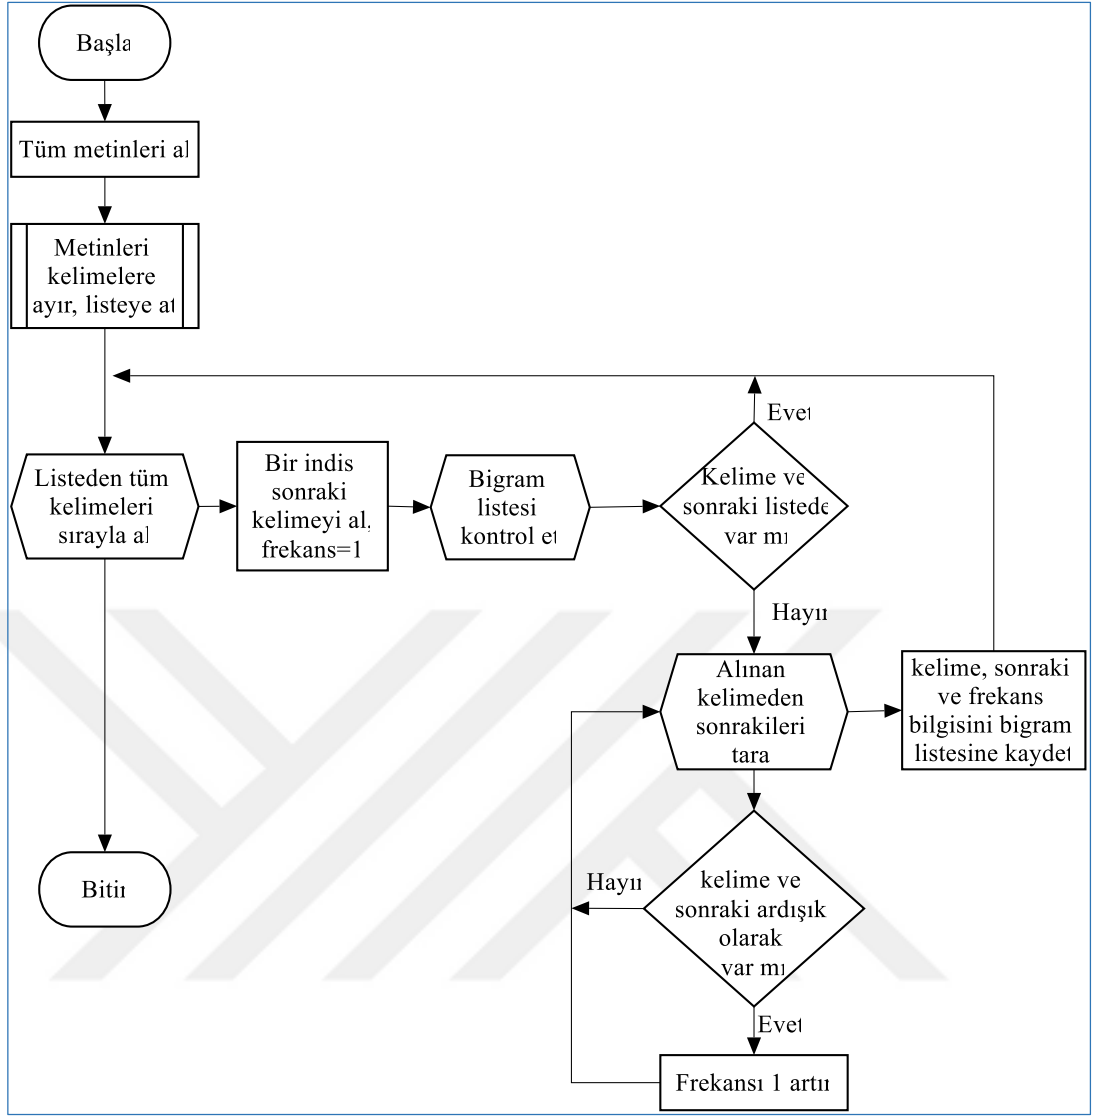 Başla
Tüm metinleri al
Metinleri
kelimelere
ayır, listeye at
Listeden tüm
kelimeleri
sırayla al
Bir indis
sonraki
kelimeyi al,
frekans=1
Bigram
listesi
kontrol et
Kelime ve
sonraki listede
var mı
Evet
Hayır
Alınan
kelimeden
sonrakileri
tara
kelime, sonraki
ve frekans
bilgisini bigram
listesine kaydet
kelime ve
sonraki ardışık
olarak
var mı
Hayır
Evet
Frekansı 1 artır
Bitir